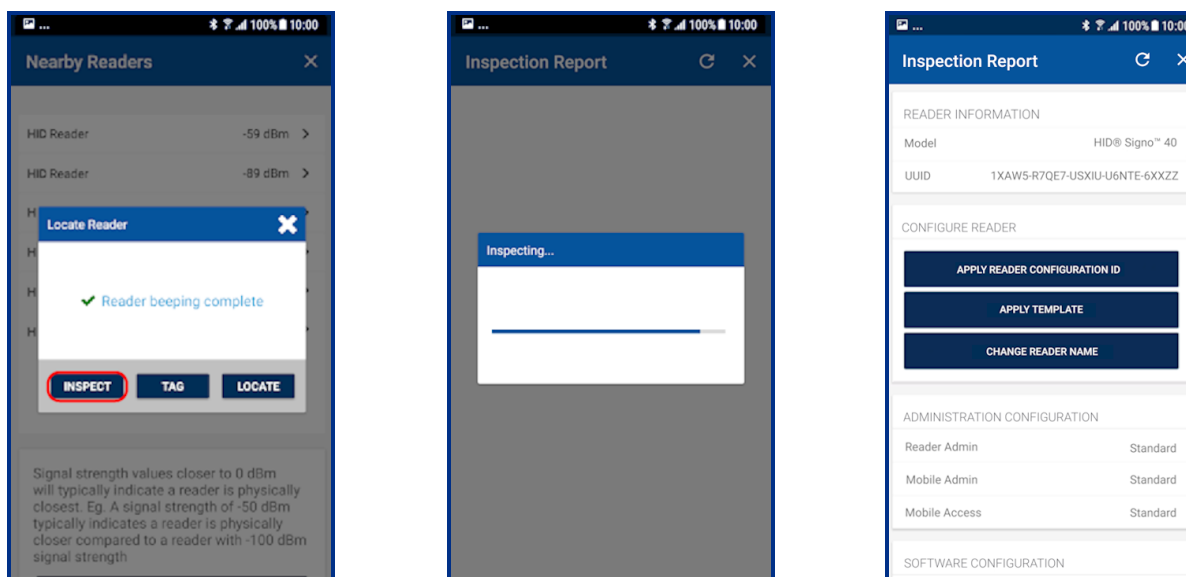 ... 100% 10:00
Nearby Readers
HID Reader -59 dBm
HID Reader -89 dBm
H
Locate Reader
H
H
Reader beeping complete
H
INSPECT TAG LOCATE
Signal strength values closer to 0 dBm
will typically indicate a reader is physically
closest. Eg. A signal strength of -50 dBm
typically indicates a reader is physically
closer compared to a reader with -100 dBm
signal strength
... 100% 10:00
Inspection Report
Inspecting...
... 100% 10:00
Inspection Report
READER INFORMATION
Model HID® Signo™ 40
UUID 1XAW5-R7QE7-USXIU-U6NTE-6XXZZ
CONFIGURE READER
APPLY READER CONFIGURATION ID
APPLY TEMPLATE
CHANGE READER NAME
ADMINISTRATION CONFIGURATION
Reader Admin Standard
Mobile Admin Standard
Mobile Access Standard
SOFTWARE CONFIGURATION